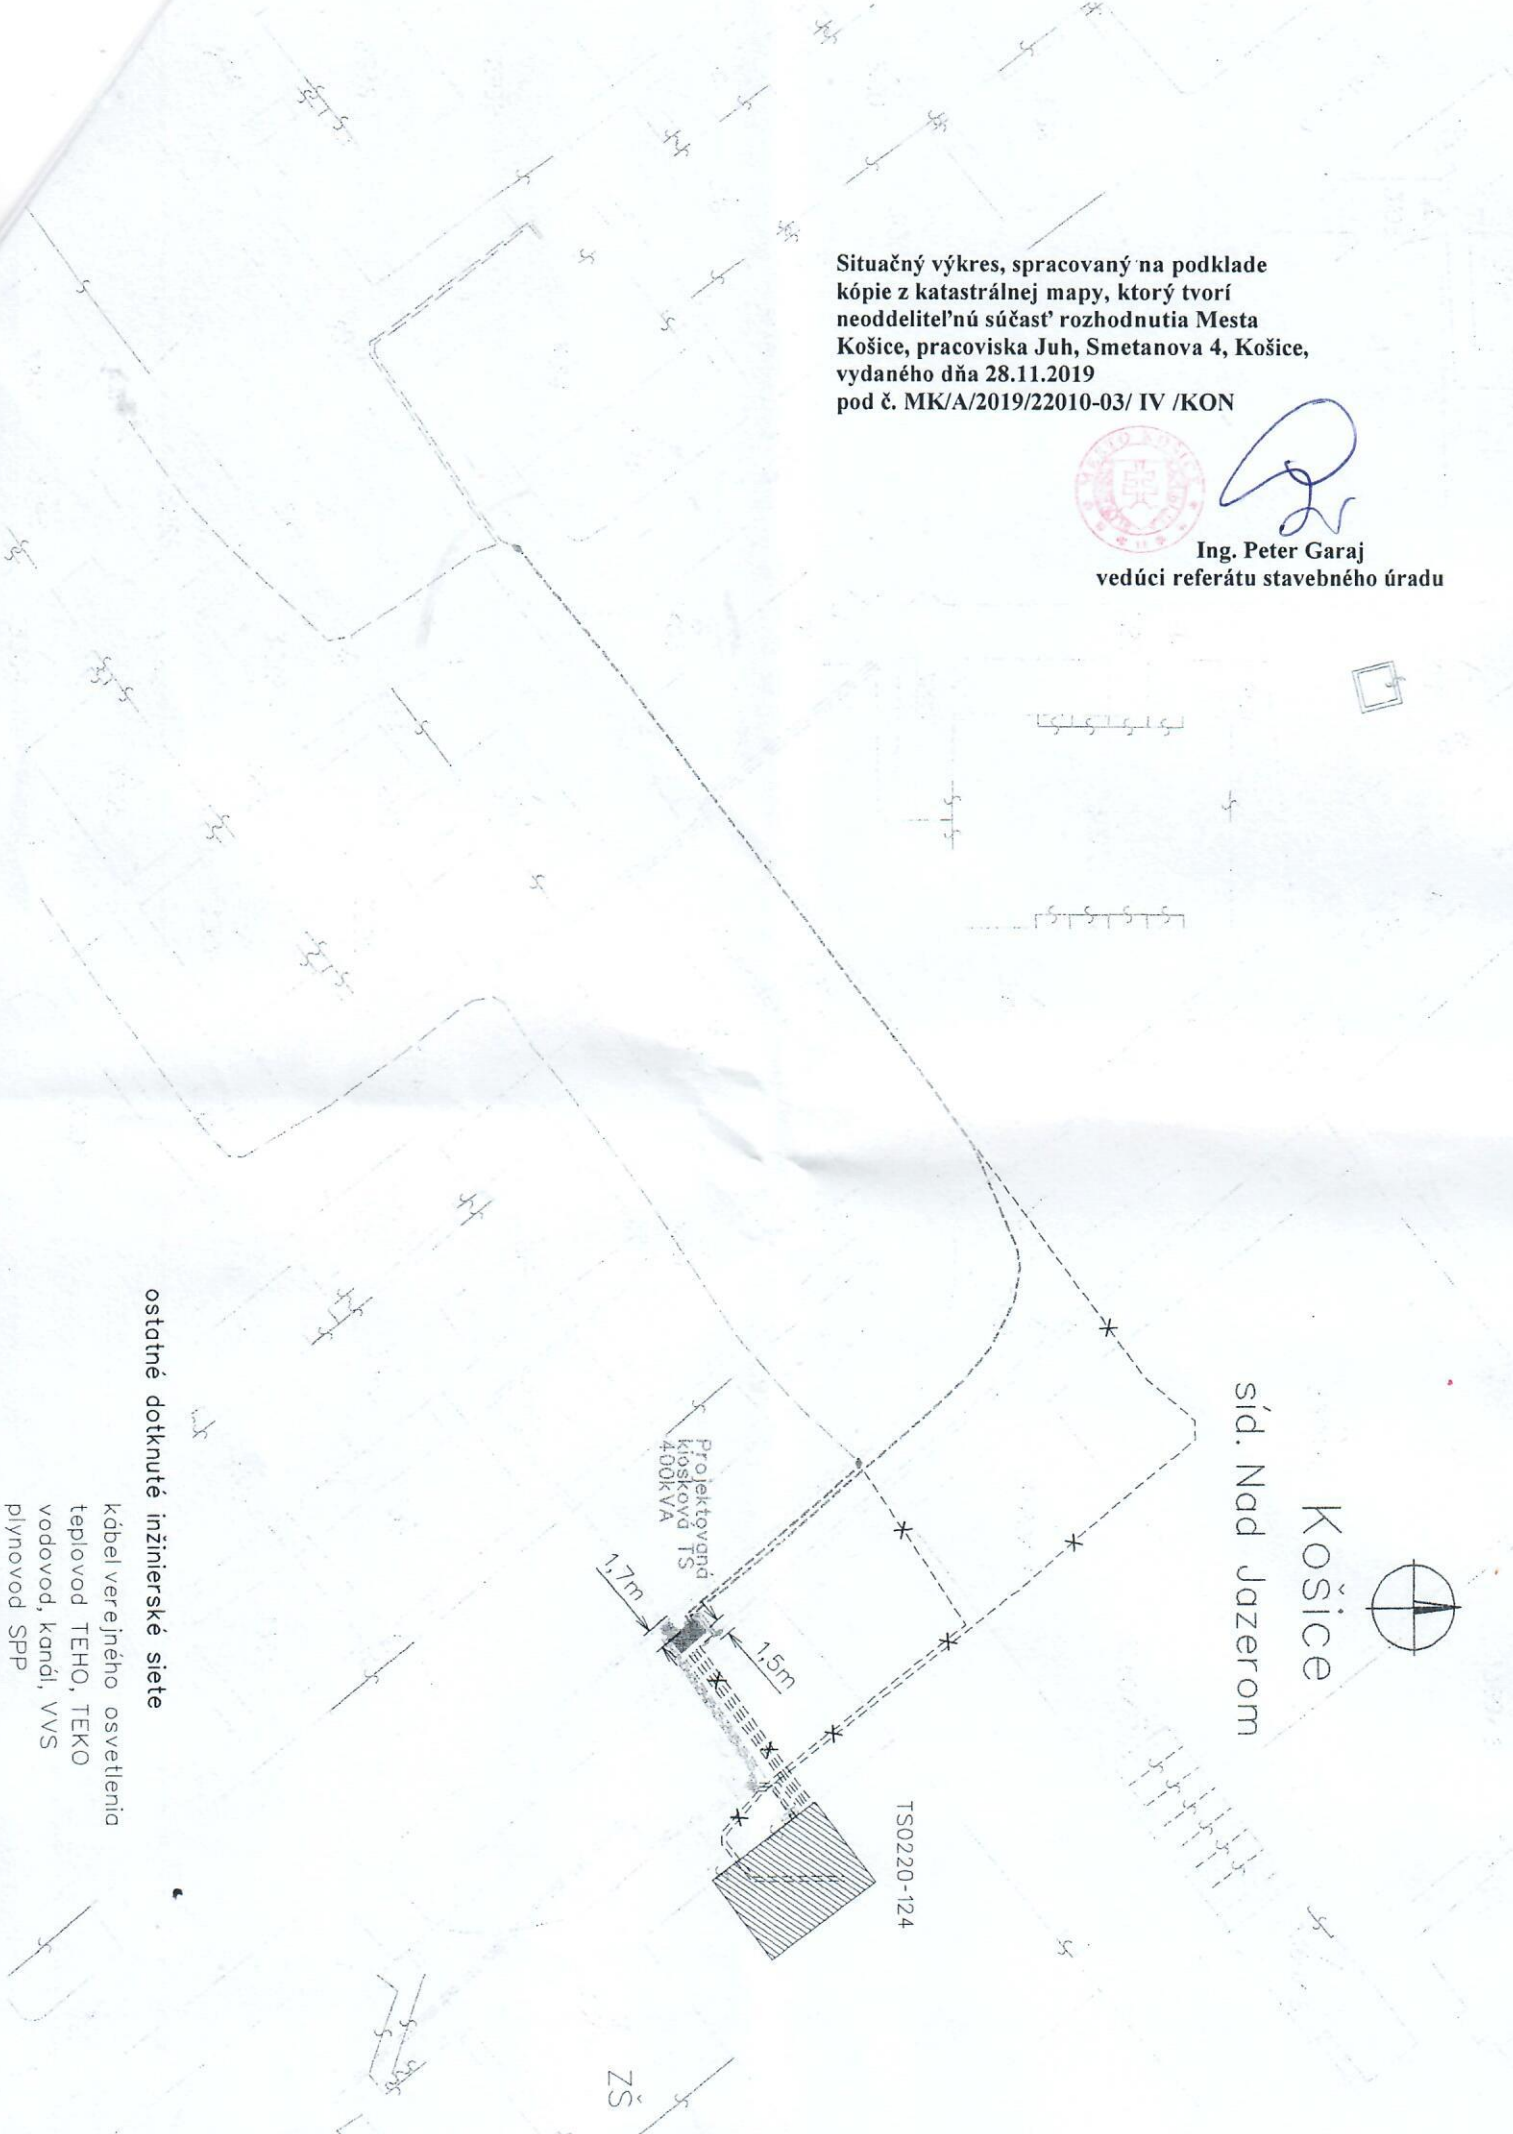 Situačný výkres, spracovaný na podklade
kópie z katastrálnej mapy, ktorý tvorí
neoddeliteľnú súčasť rozhodnutia Mesta
Košice, pracoviska Juh, Smetanova 4, Košice,
vydaného dňa 28.11.2019
pod č. MK/A/2019/22010-03/ IV /KON
MESTO KOŠICE
Ing. Peter Garaj
vedúci referátu stavebného úradu
Košice
síd. Nad Jazerom
TS0220-124
Projektovaná
kiosková TS
400kVA
1,7m
1,5m
ZŠ
ostatné dotknuté inžinierské siete
kábel verejného osvetlenia
teplovod TEHO, TEKO
vodovod, kanál, VVS
plynovod SPP